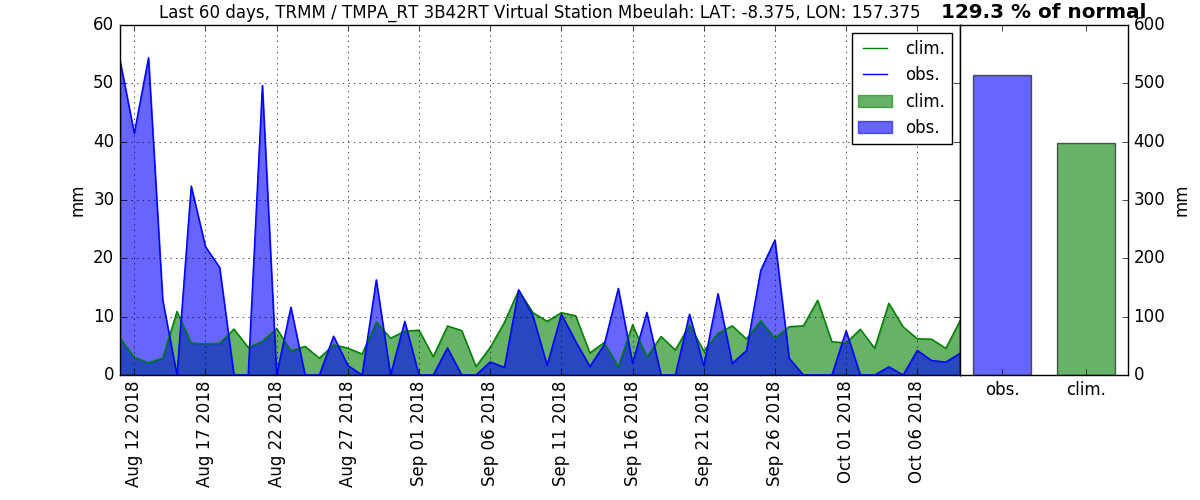 Last 60 days, TRMM / TMPA_RT 3B42RT Virtual Station Mbeulah: LAT: -8.375, LON: 157.375
129.3 % of normal
60
50
40
30
20
10
0
mm
clim.
obs.
clim.
obs.
Aug 12 2018
Aug 17 2018
Aug 22 2018
Aug 27 2018
Sep 01 2018
Sep 06 2018
Sep 11 2018
Sep 16 2018
Sep 21 2018
Sep 26 2018
Oct 01 2018
Oct 06 2018
600
500
400
300
200
100
0
mm
obs.
clim.